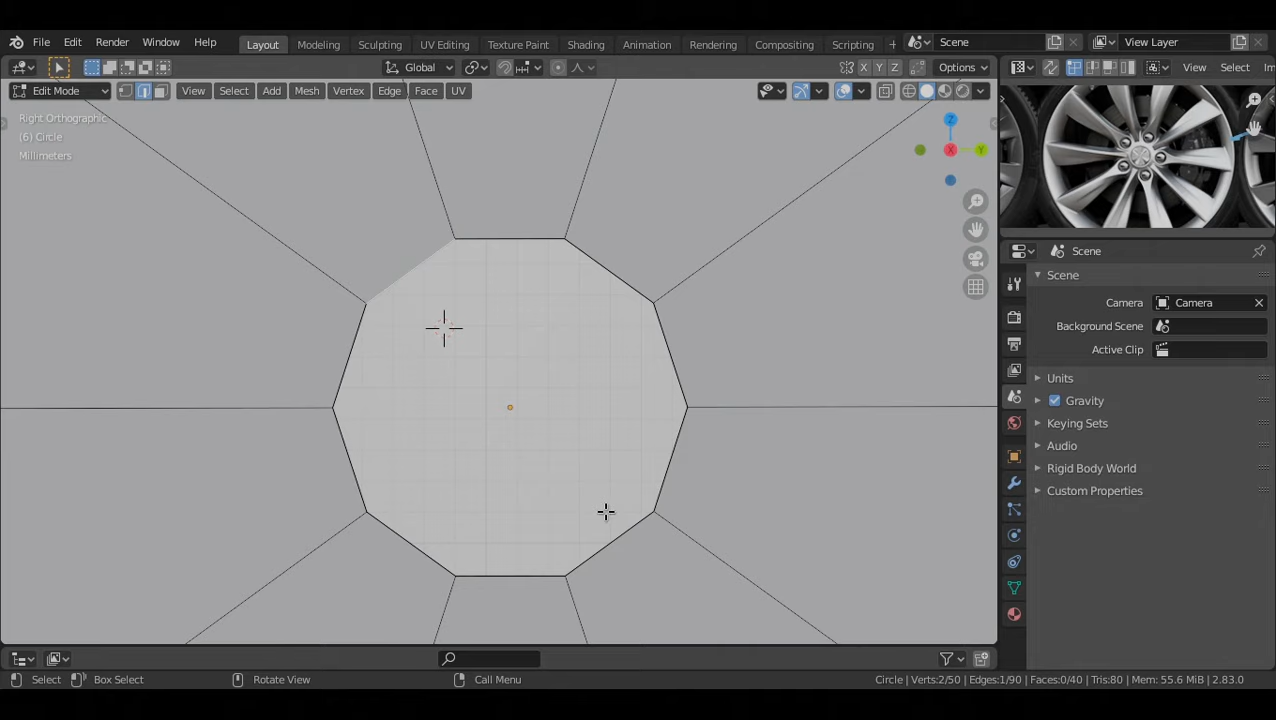 File Edit Render Window Help Layout Modeling Sculpting UV Editing Texture Paint Shading Animation Rendering Compositing Scripting + Scene View Layer
Global Options View Select Im
Edit Mode View Select Add Mesh Vertex Edge Face UV
Right Orthographic
(6) Circle
Millimeters
Z
X Y
Scene
Scene
Camera Camera
Background Scene
Active Clip
Units
Gravity
Keying Sets
Audio
Rigid Body World
Custom Properties
Select Box Select Rotate View Call Menu Circle | Verts:2/50 | Edges:1/90 | Faces:0/40 | Tris:80 | Mem: 55.6 MiB | 2.83.0